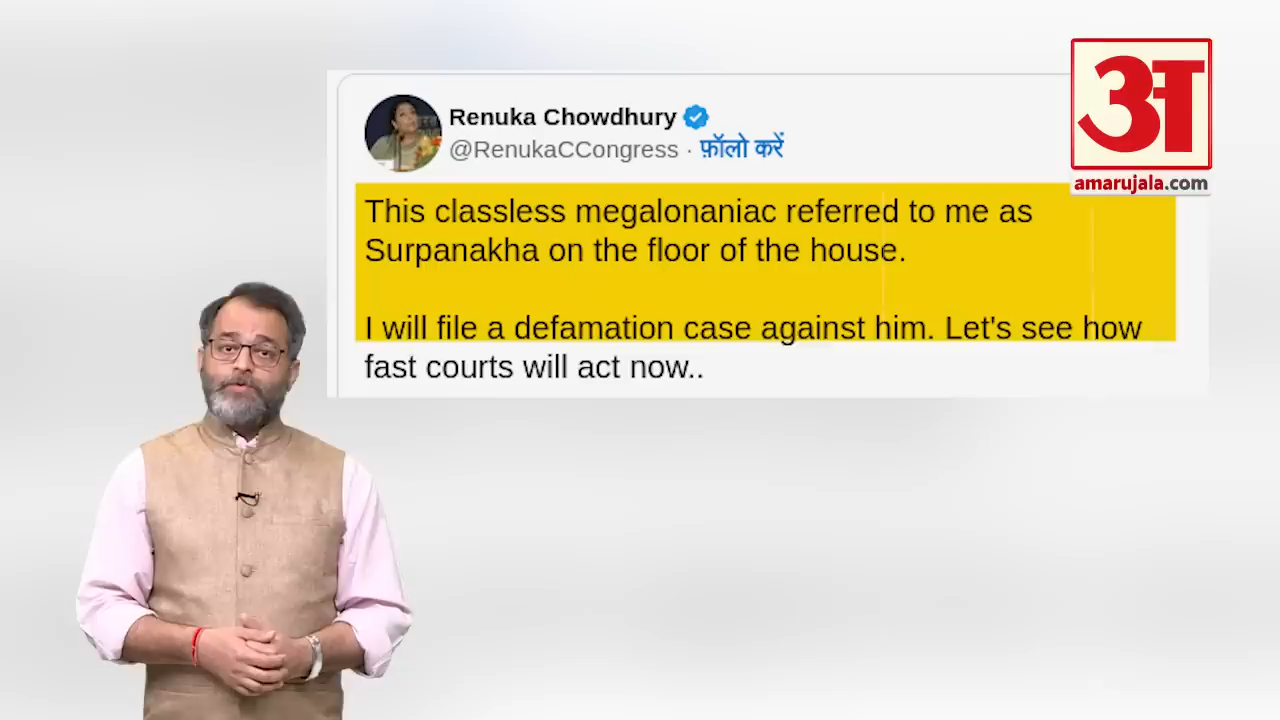 Renuka Chowdhury
@RenukaCCongress · फ़ॉलो करें
This classless megalonaniac referred to me as
Surpanakha on the floor of the house.
I will file a defamation case against him. Let's see how
fast courts will act now..
अ
amarujala.com